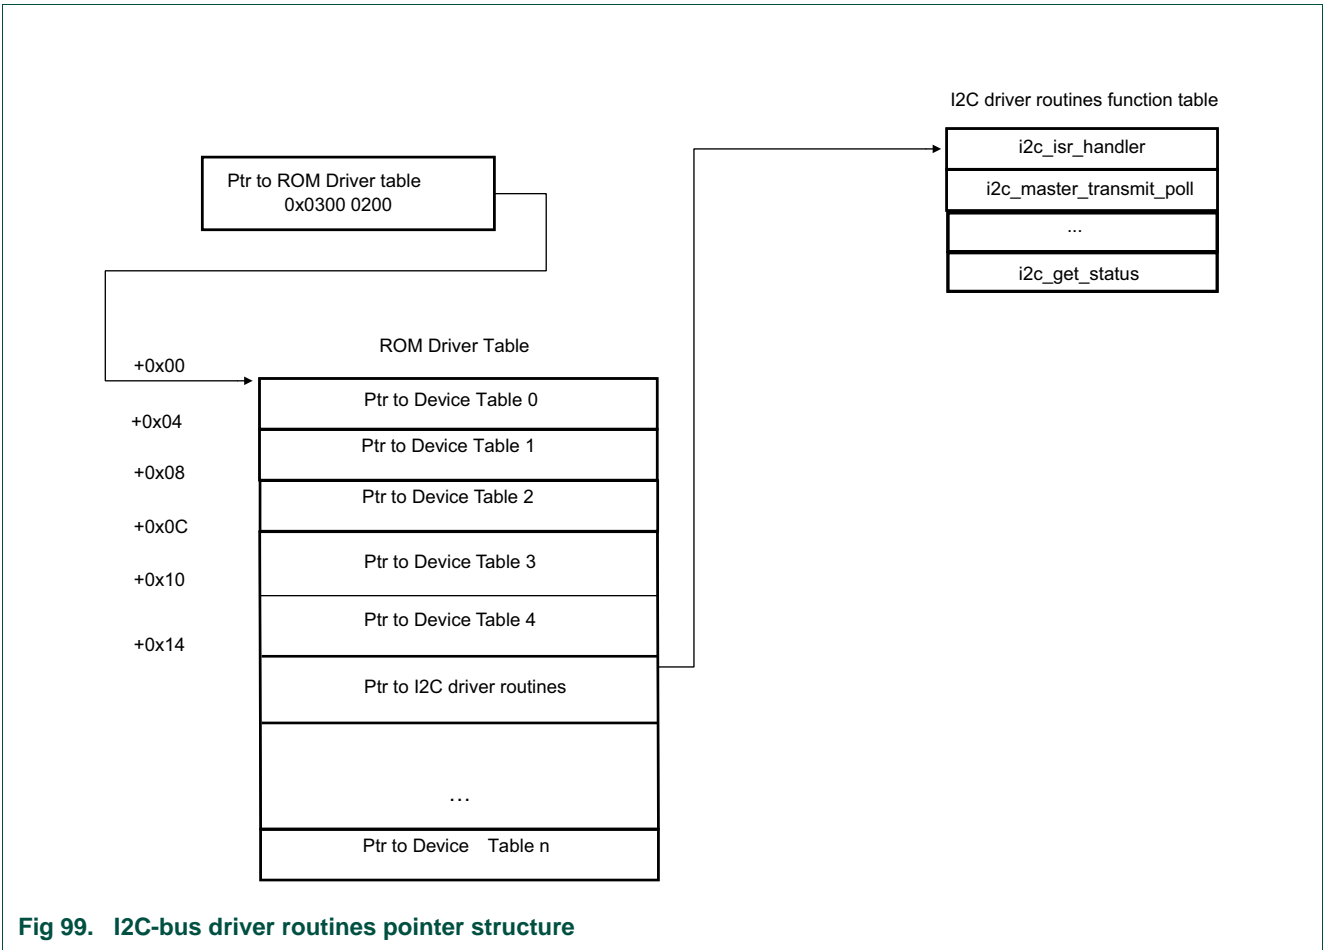 I2C driver routines function table
i2c_isr_handler
i2c_master_transmit_poll
...
i2c_get_status
Ptr to ROM Driver table
0x0300 0200
ROM Driver Table
+0x00
Ptr to Device Table 0
+0x04
Ptr to Device Table 1
+0x08
Ptr to Device Table 2
+0x0C
Ptr to Device Table 3
+0x10
Ptr to Device Table 4
+0x14
Ptr to I2C driver routines
…
Ptr to Device Table n
Fig 99. I2C-bus driver routines pointer structure